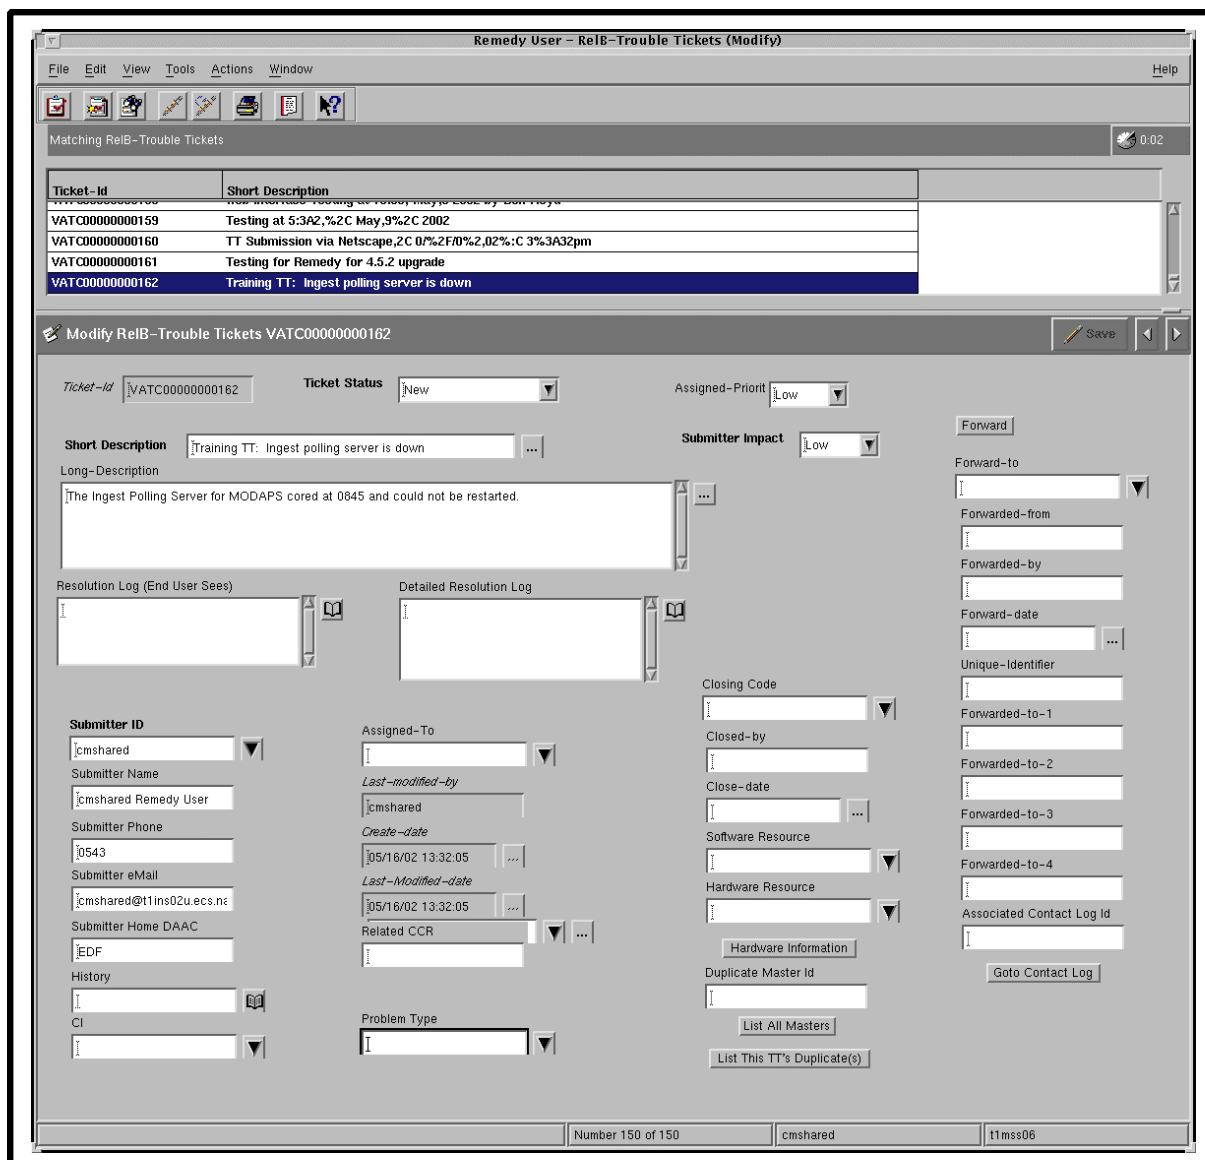 Remedy User – RelB–Trouble Tickets (Modify)
File Edit View Tools Actions Window Help
Matching RelB–Trouble Tickets 0:02
Ticket–Id Short Description
VATC00000000159 Testing at 5:3A2,%2C May,9%2C 2002
VATC00000000160 TT Submission via Netscape,2C 0/%2F/0%2,02%:C 3%3A32pm
VATC00000000161 Testing for Remedy for 4.5.2 upgrade
VATC00000000162 Training TT: Ingest polling server is down
Modify RelB–Trouble Tickets VATC00000000162 Save
Ticket–Id VATC00000000162 Ticket Status New Assigned–Priorit Low
Forward
Short Description Training TT: Ingest polling server is down ... Submitter Impact Low
Long–Description Forward–to
The Ingest Polling Server for MODAPS cored at 0845 and could not be restarted. ...
Forwarded–from
Forwarded–by
Resolution Log (End User Sees) Detailed Resolution Log
Forward–date
...
Unique–Identifier
Closing Code
Forwarded–to–1
Submitter ID Assigned–To
cmshared
Closed–by
Forwarded–to–2
Submitter Name Last–modified–by
Close–date
cmshared Remedy User cmshared
...
Forwarded–to–3
Submitter Phone Create–date
Software Resource
0543 05/16/02 13:32:05 ...
Forwarded–to–4
Submitter eMail Last–Modified–date
Hardware Resource
cmshared@t1ins02u.ecs.na 05/16/02 13:32:05 ...
Associated Contact Log Id
Submitter Home DAAC Related CCR
...
EDF
Hardware Information
History Duplicate Master Id Goto Contact Log
CI Problem Type
List All Masters
List This TT's Duplicate(s)
Number 150 of 150 cmshared t1mss06